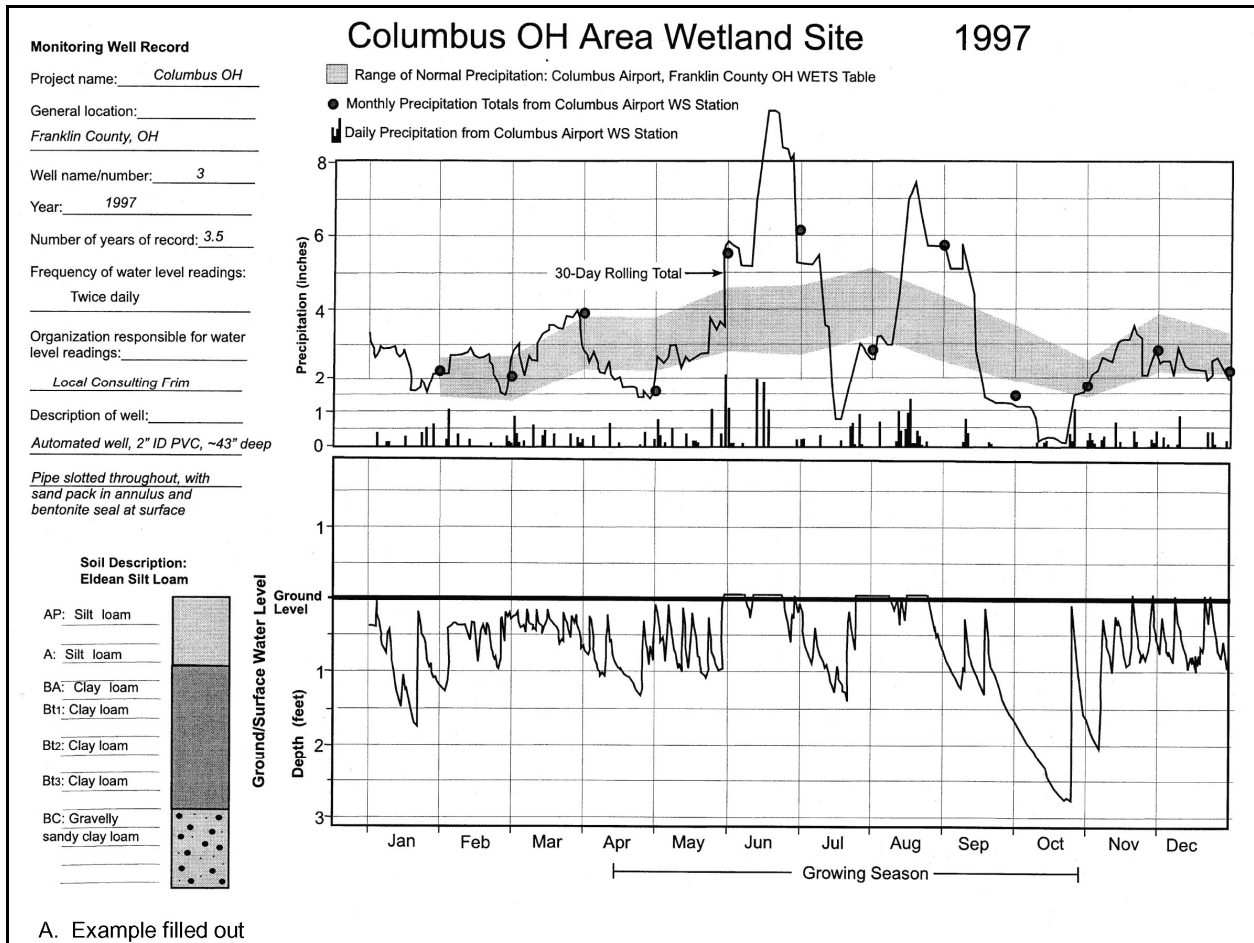 Columbus OH Area Wetland Site 1997
Monitoring Well Record
Project name: Columbus OH
General location:
Franklin County, OH
Well name/number: 3
Year: 1997
Number of years of record: 3.5
Frequency of water level readings:
Twice daily
Organization responsible for water
level readings:
Local Consulting Frim
Description of well:
Automated well, 2" ID PVC, ~43" deep
Pipe slotted throughout, with
sand pack in annulus and
bentonite seal at surface
Soil Description:
Eldean Silt Loam
AP: Silt loam
A: Silt loam
BA: Clay loam
Bt1: Clay loam
Bt2: Clay loam
Bt3: Clay loam
BC: Gravelly
sandy clay loam
Range of Normal Precipitation: Columbus Airport, Franklin County OH WETS Table
Monthly Precipitation Totals from Columbus Airport WS Station
Daily Precipitation from Columbus Airport WS Station
Precipitation (inches)
8
6
4
2
1
0
30-Day Rolling Total
Ground/Surface Water Level
Depth (feet)
1
Ground
Level
1
2
3
Jan Feb Mar Apr May Jun Jul Aug Sep Oct Nov Dec
Growing Season
A. Example filled out